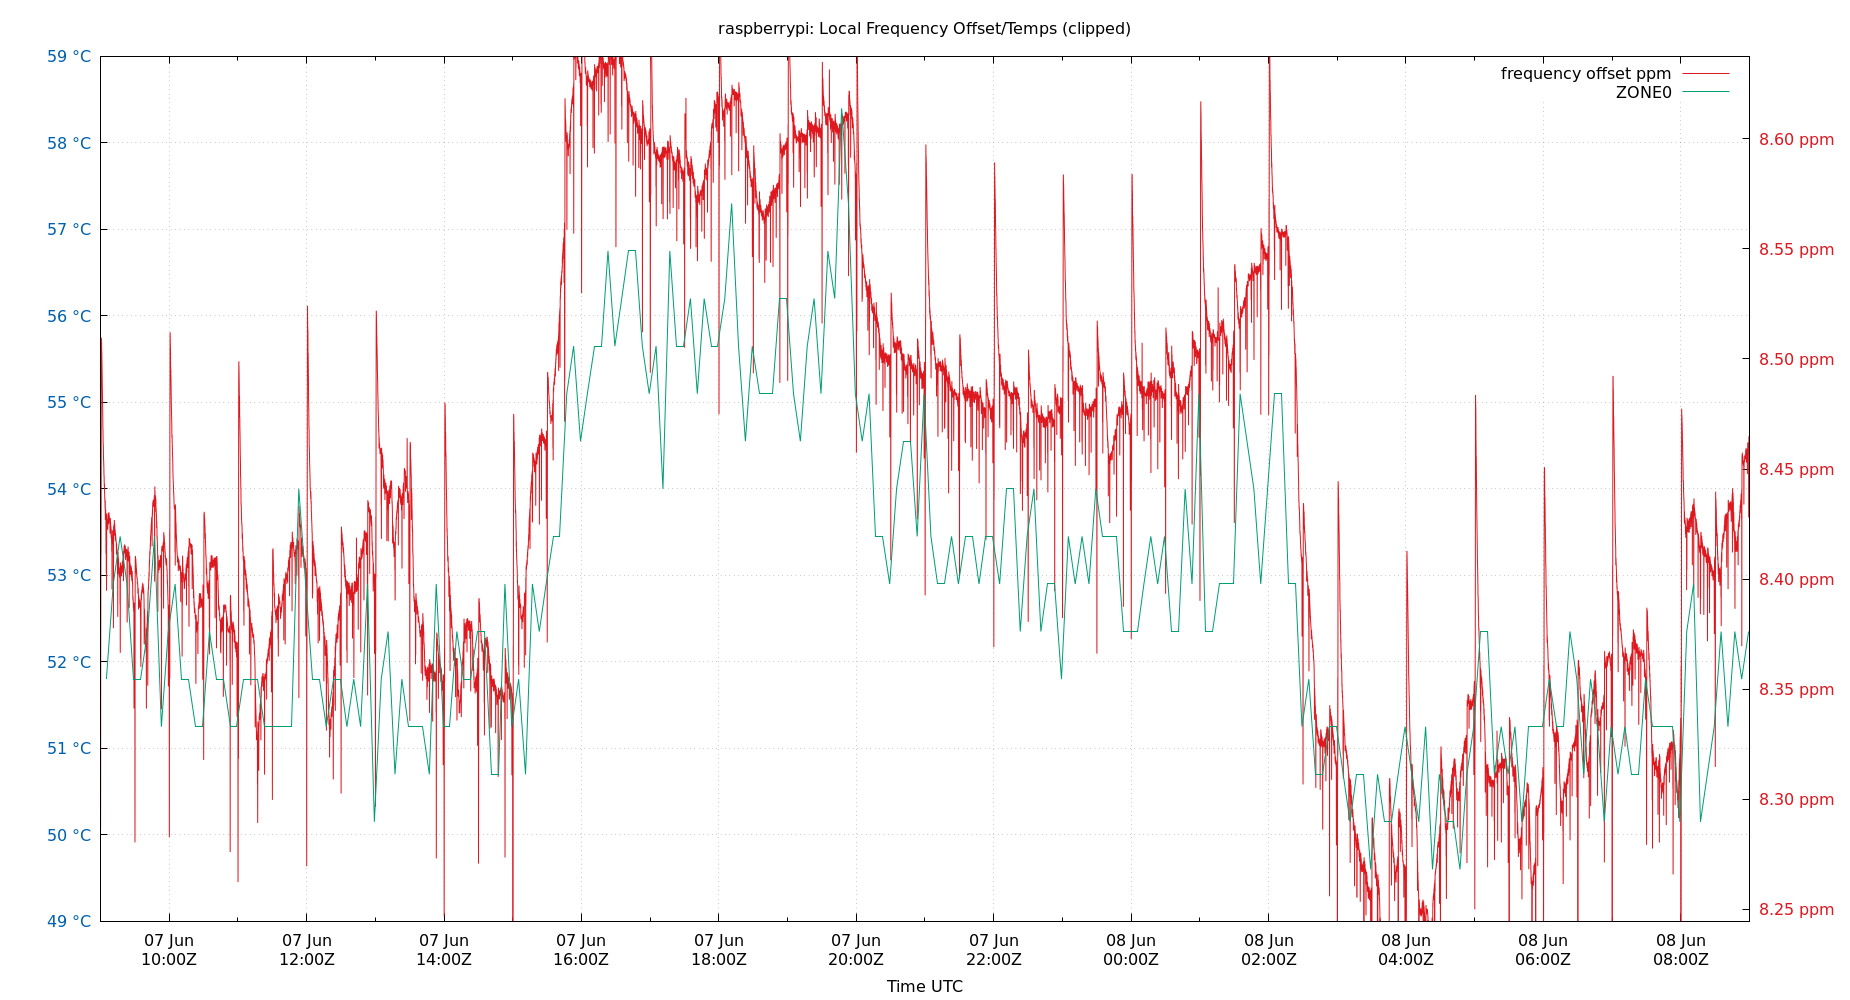 raspberrypi: Local Frequency Offset/Temps (clipped)
frequency offset ppm
ZONE0
59 °C
58 °C
57 °C
56 °C
55 °C
54 °C
53 °C
52 °C
51 °C
50 °C
49 °C
8.60 ppm
8.55 ppm
8.50 ppm
8.45 ppm
8.40 ppm
8.35 ppm
8.30 ppm
8.25 ppm
07 Jun 07 Jun 07 Jun 07 Jun 07 Jun 07 Jun 07 Jun 08 Jun 08 Jun 08 Jun 08 Jun 08 Jun
10:00Z 12:00Z 14:00Z 16:00Z 18:00Z 20:00Z 22:00Z 00:00Z 02:00Z 04:00Z 06:00Z 08:00Z
Time UTC